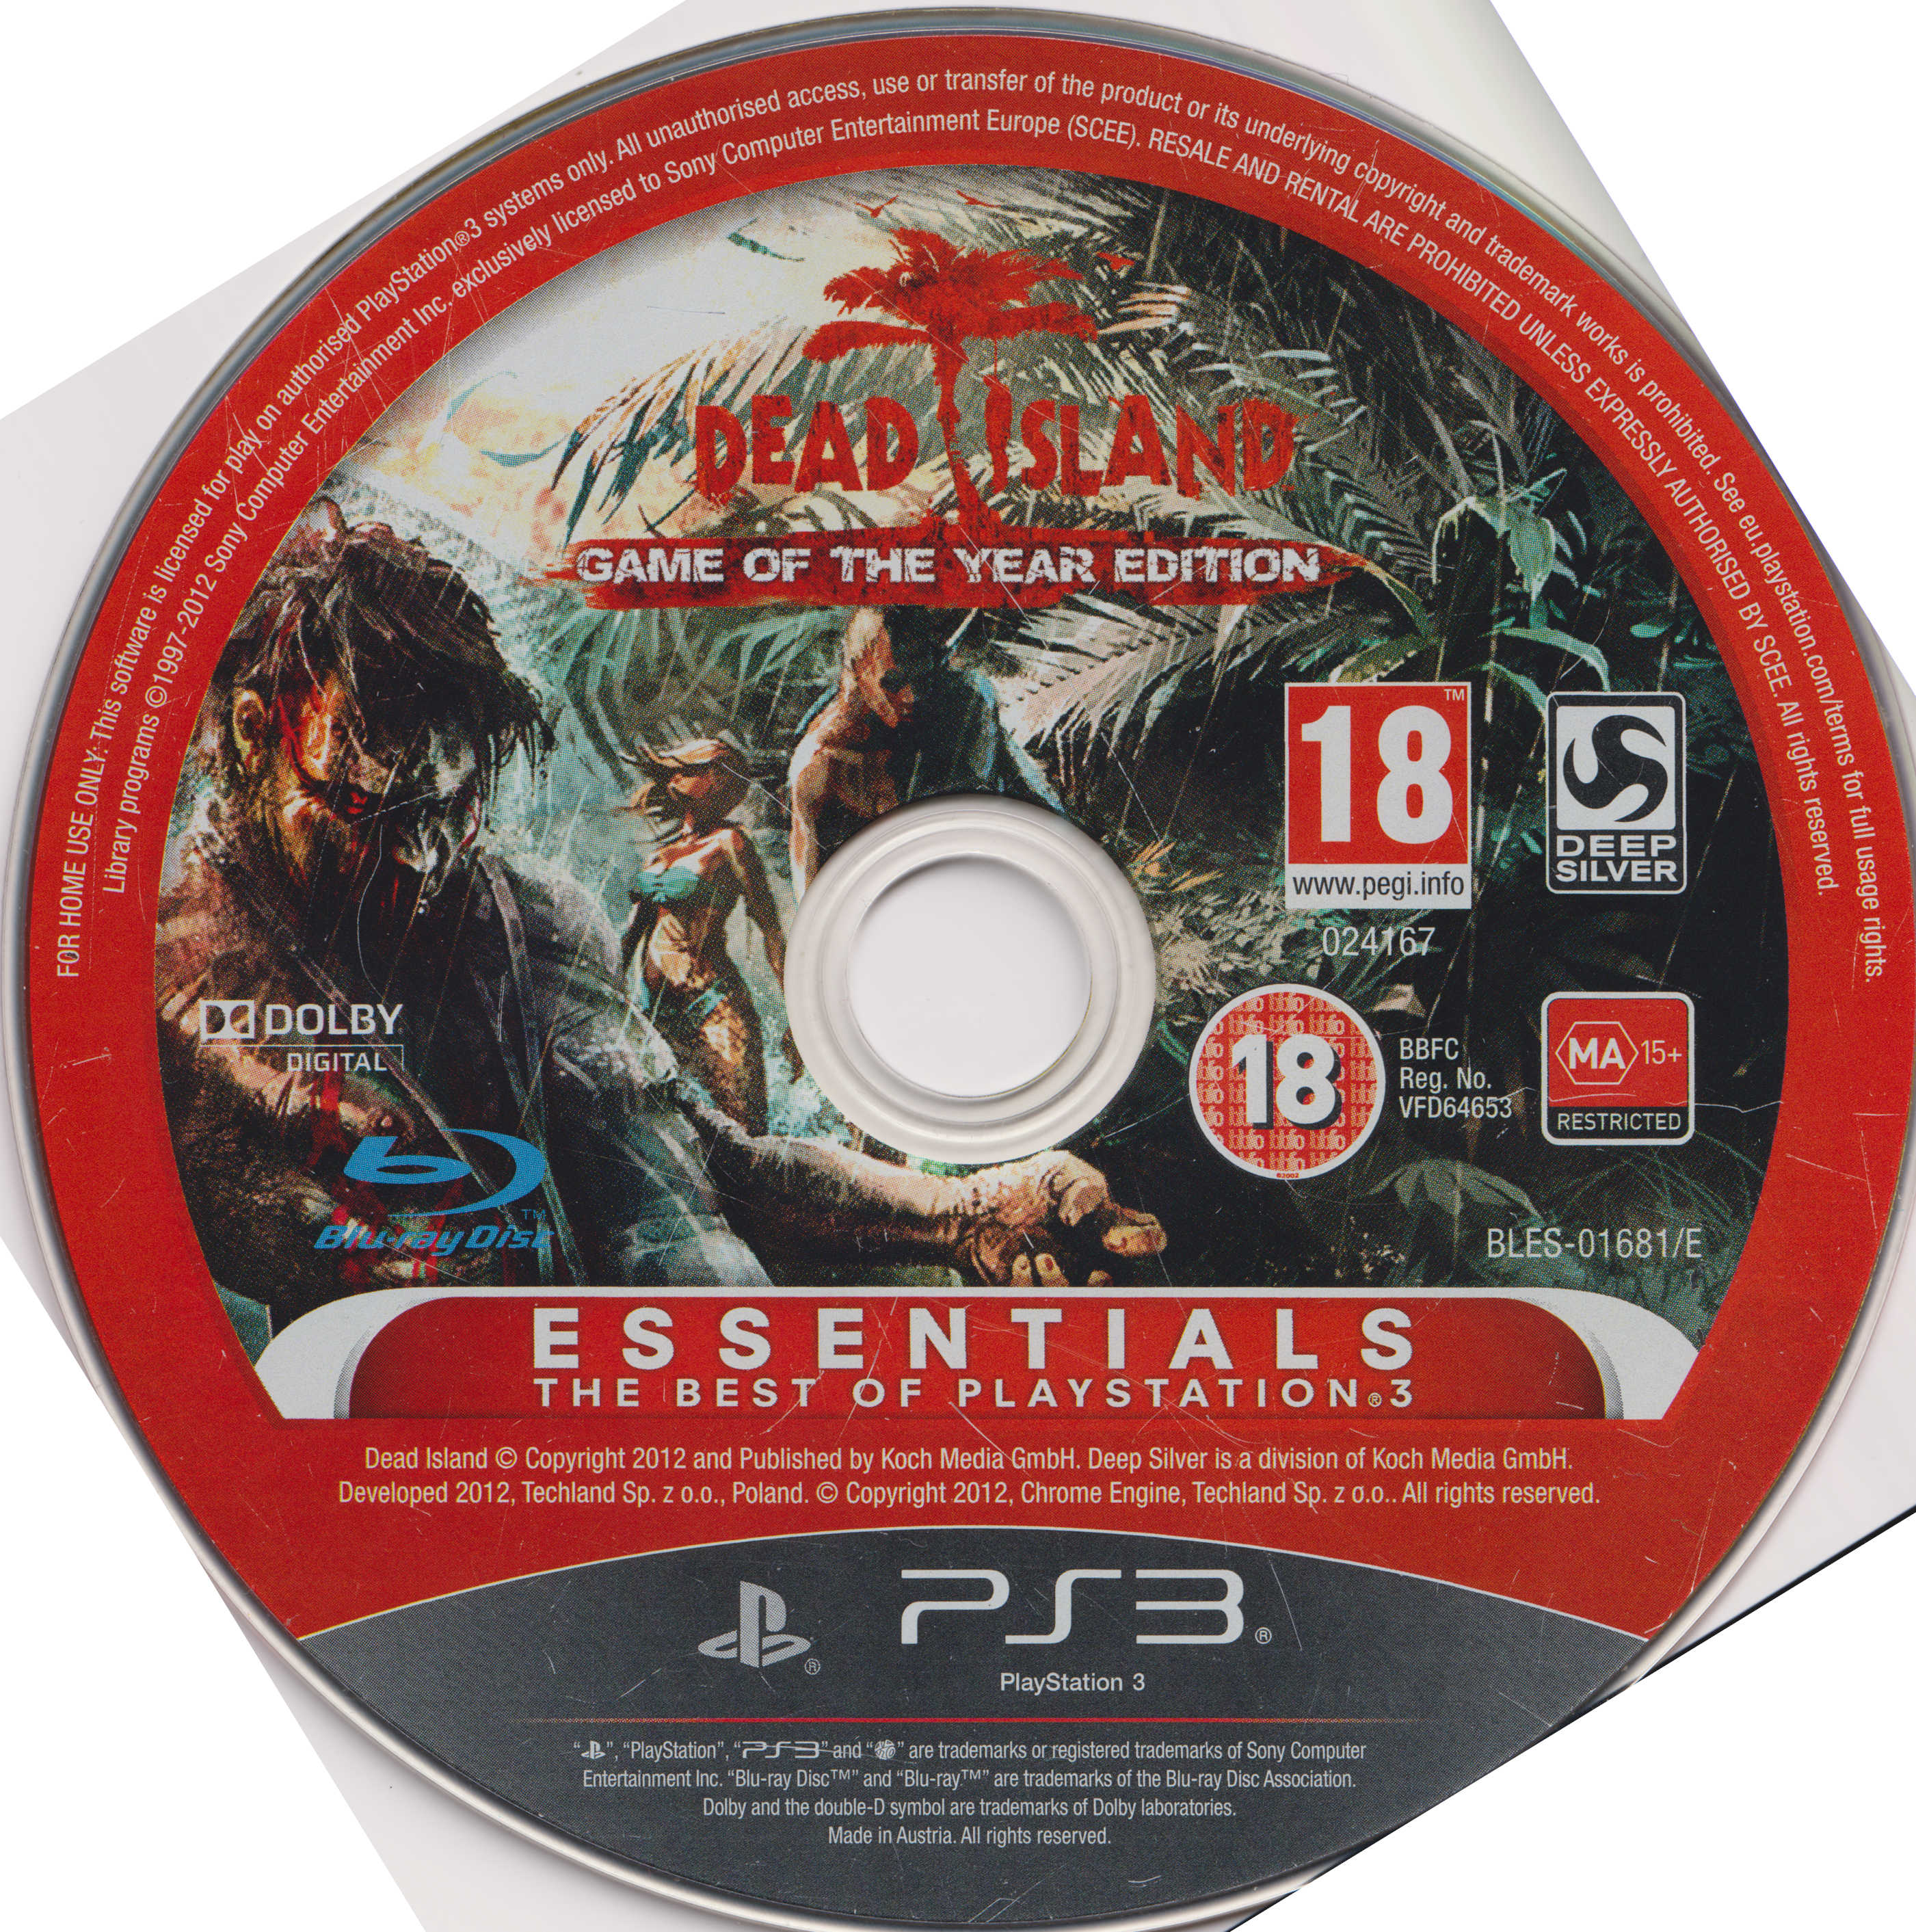 FOR HOME USE ONLY: This software is licensed for play on authorised PlayStation®3 systems only. All unauthorised access, use or transfer of the product or its underlying copyright and trademark works is prohibited. See eu.playstation.com/terms for full usage rights.
Library programs ©1997-2012 Sony Computer Entertainment Inc. exclusively licensed to Sony Computer Entertainment Europe (SCEE). RESALE AND RENTAL ARE PROHIBITED UNLESS EXPRESSLY AUTHORISED BY SCEE. All rights reserved.
DEAD ISLAND
GAME OF THE YEAR EDITION
18™
www.pegi.info
024167
DEEP
SILVER
DOLBY
DIGITAL
18
©2002
BBFC
Reg. No.
VFD64653
MA 15+
RESTRICTED
Blu-ray Disc™
BLES-01681/E
ESSENTIALS
THE BEST OF PLAYSTATION®3
Dead Island © Copyright 2012 and Published by Koch Media GmbH. Deep Silver is a division of Koch Media GmbH.
Developed 2012, Techland Sp. z o.o., Poland. © Copyright 2012, Chrome Engine, Techland Sp. z o.o.. All rights reserved.
PS3®
PlayStation 3
“PS”, “PlayStation”, “PS3” and “” are trademarks or registered trademarks of Sony Computer
Entertainment Inc. “Blu-ray Disc™” and “Blu-ray™” are trademarks of the Blu-ray Disc Association.
Dolby and the double-D symbol are trademarks of Dolby laboratories.
Made in Austria. All rights reserved.